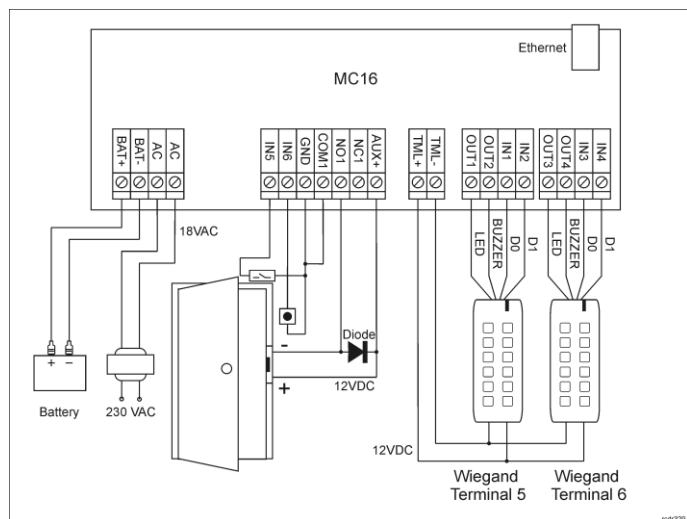 Ethernet
MC16
BAT+
BAT-
AC
AC
IN5
IN6
GND
COM1
NO1
NC1
AUX+
TML+
TML-
OUT1
OUT2
IN1
IN2
OUT3
OUT4
IN3
IN4
18VAC
LED
BUZZER
D0
D1
LED
BUZZER
D0
D1
Diode
-
+
12VDC
+ -
Battery
230 VAC
12VDC
Wiegand
Terminal 5
Wiegand
Terminal 6